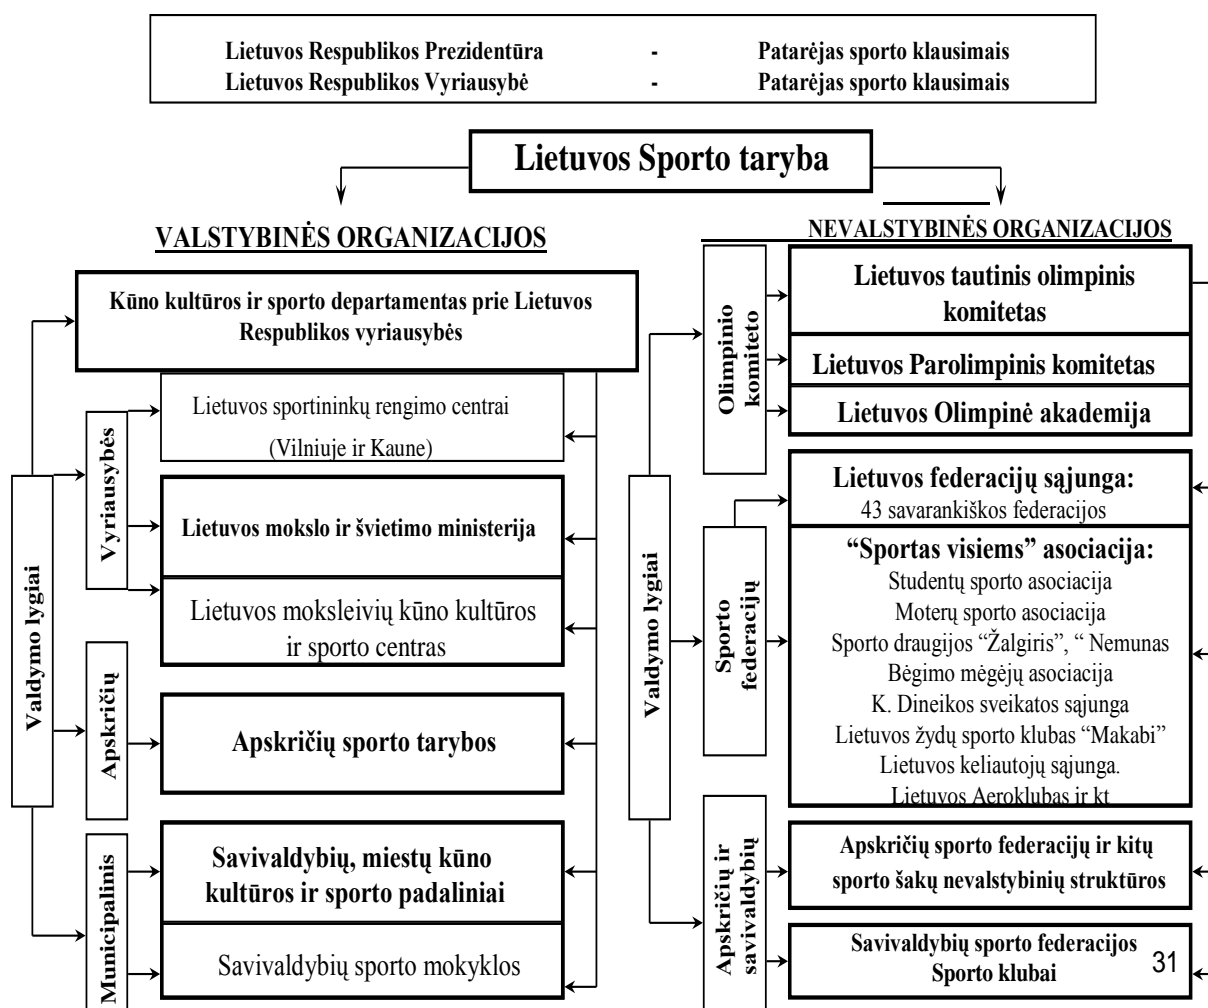 Lietuvos Respublikos Prezidentūra - Patarėjas sporto klausimais
Lietuvos Respublikos Vyriausybė - Patarėjas sporto klausimais
Lietuvos Sporto taryba
VALSTYBINĖS ORGANIZACIJOS
Kūno kultūros ir sporto departamentas prie Lietuvos
Respublikos vyriausybės
Valdymo lygiai
Vyriausybės
Lietuvos sportininkų rengimo centrai
(Vilniuje ir Kaune)
Lietuvos mokslo ir švietimo ministerija
Lietuvos moksleivių kūno kultūros
ir sporto centras
Apskričių
Apskričių sporto tarybos
Municipalinis
Savivaldybių, miestų kūno
kultūros ir sporto padaliniai
Savivaldybių sporto mokyklos
NEVALSTYBINĖS ORGANIZACIJOS
Valdymo lygiai
Olimpinio
komiteto
Lietuvos tautinis olimpinis
komitetas
Lietuvos Parolimpinis komitetas
Lietuvos Olimpinė akademija
Sporto
federacijų
Lietuvos federacijų sąjunga:
43 savarankiškos federacijos
“Sportas visiems” asociacija:
Studentų sporto asociacija
Moterų sporto asociacija
Sporto draugijos “Žalgiris”, “ Nemunas
Bėgimo mėgėjų asociacija
K. Dineikos sveikatos sąjunga
Lietuvos žydų sporto klubas “Makabi”
Lietuvos keliautojų sąjunga.
Lietuvos Aeroklubas ir kt
Apskričių ir
savivaldybių
Apskričių sporto federacijų ir kitų
sporto šakų nevalstybinių struktūros
Savivaldybių sporto federacijos
Sporto klubai
31